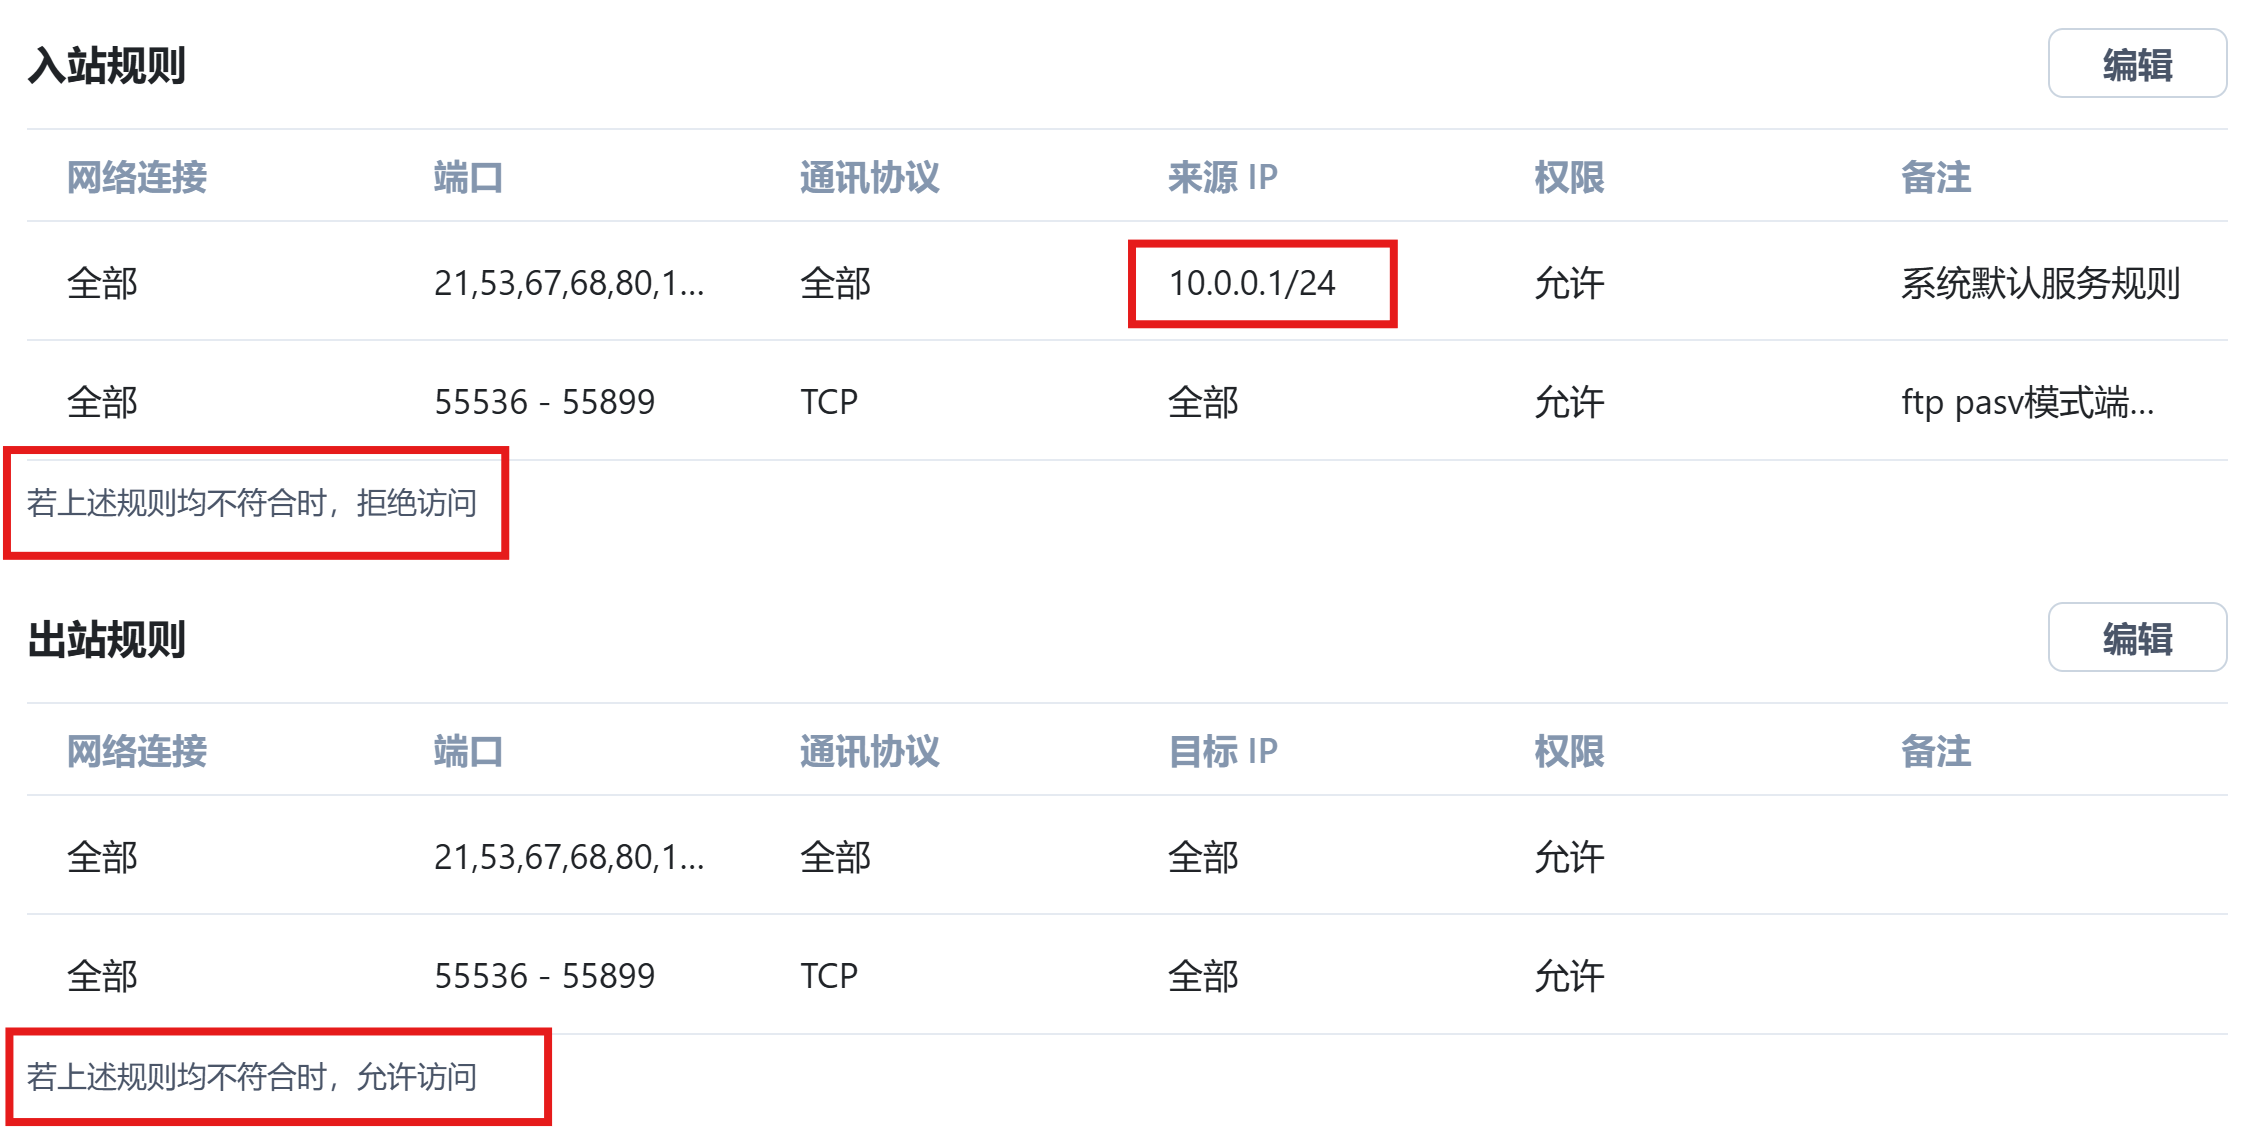 入站规则 编辑
网络连接 端口 通讯协议 来源 IP 权限 备注
全部 21,53,67,68,80,1... 全部 10.0.0.1/24 允许 系统默认服务规则
全部 55536 - 55899 TCP 全部 允许 ftp pasv模式端...
若上述规则均不符合时，拒绝访问
出站规则 编辑
网络连接 端口 通讯协议 目标 IP 权限 备注
全部 21,53,67,68,80,1... 全部 全部 允许
全部 55536 - 55899 TCP 全部 允许
若上述规则均不符合时，允许访问